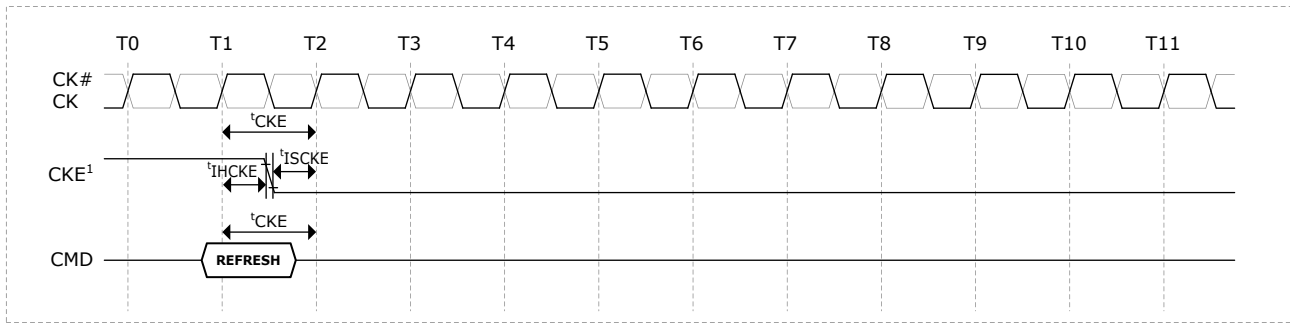 T0 T1 T2 T3 T4 T5 T6 T7 T8 T9 T10 T11
CK#
CK
tCKE
tISCKE
CKE1
tIHCKE
tCKE
CMD
REFRESH